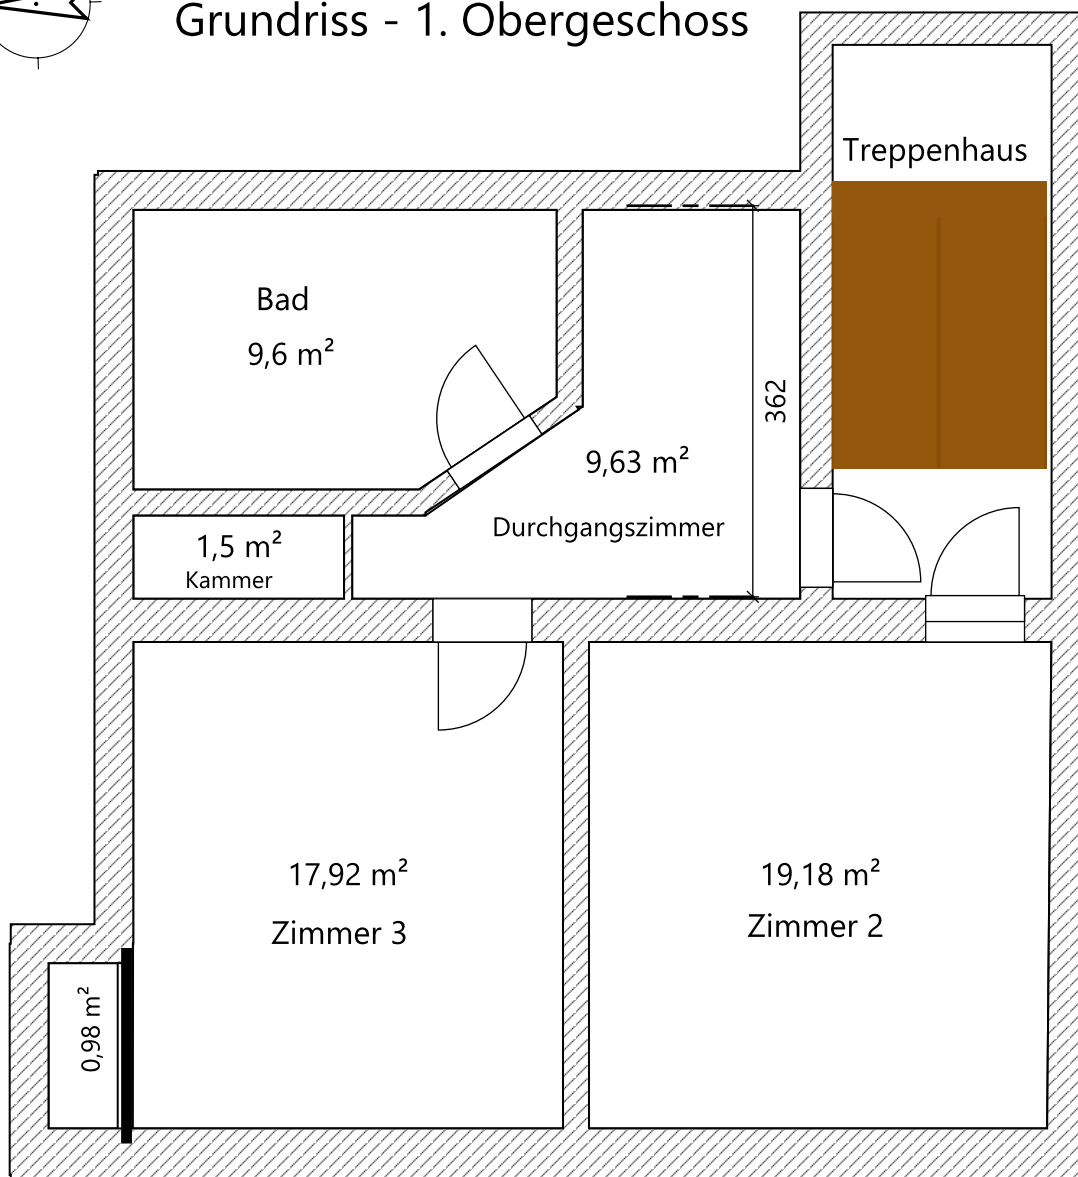 Grundriss - 1. Obergeschoss
Treppenhaus
Bad
9,6 m²
362
9,63 m²
Durchgangszimmer
1,5 m²
Kammer
17,92 m²
Zimmer 3
19,18 m²
Zimmer 2
0,98 m²